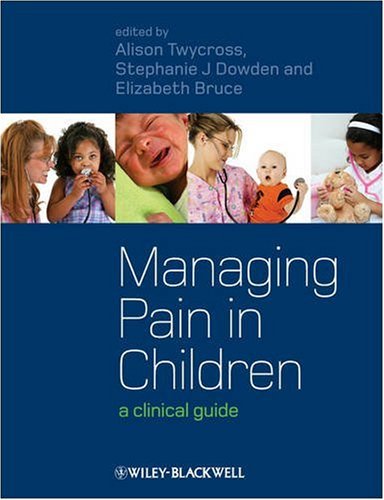 edited by
Alison Twycross,
Stephanie J Dowden and
Elizabeth Bruce
Managing
Pain in
Children
a clinical guide
WILEY-BLACKWELL